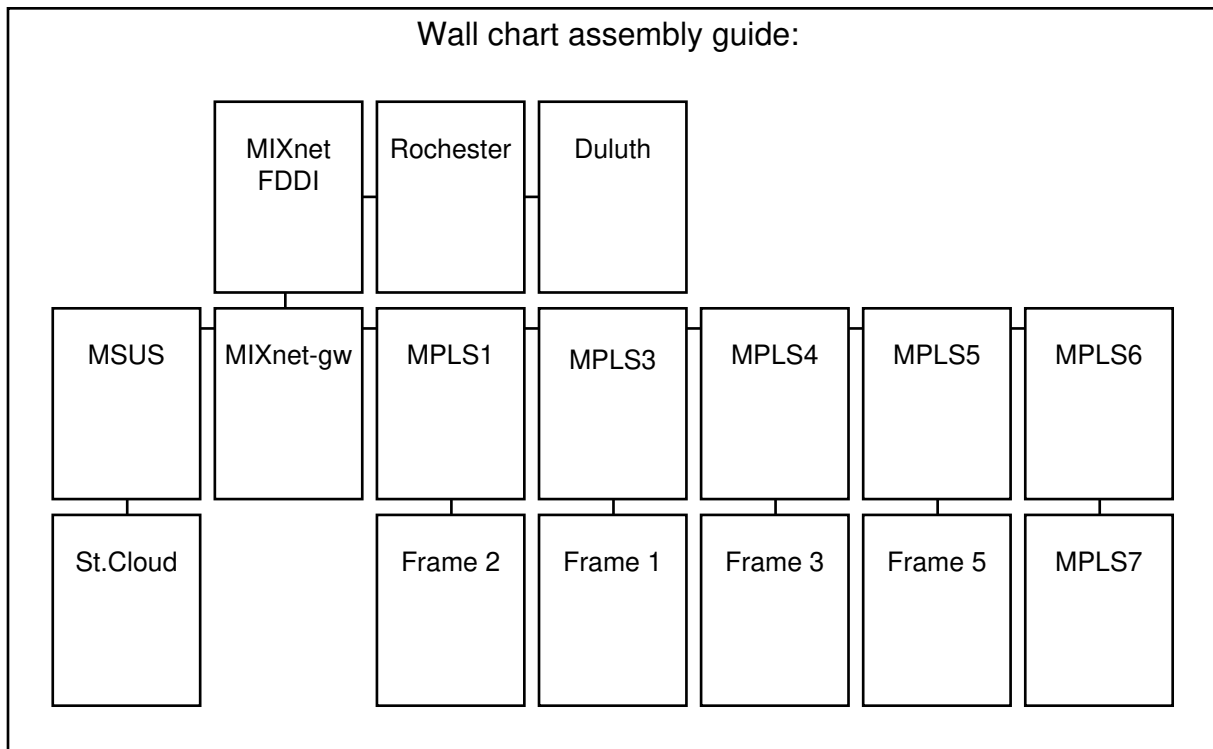 Wall chart assembly guide:
MIXnet
FDDI
Rochester
Duluth
MSUS
MIXnet-gw
MPLS1
MPLS3
MPLS4
MPLS5
MPLS6
St.Cloud
Frame 2
Frame 1
Frame 3
Frame 5
MPLS7